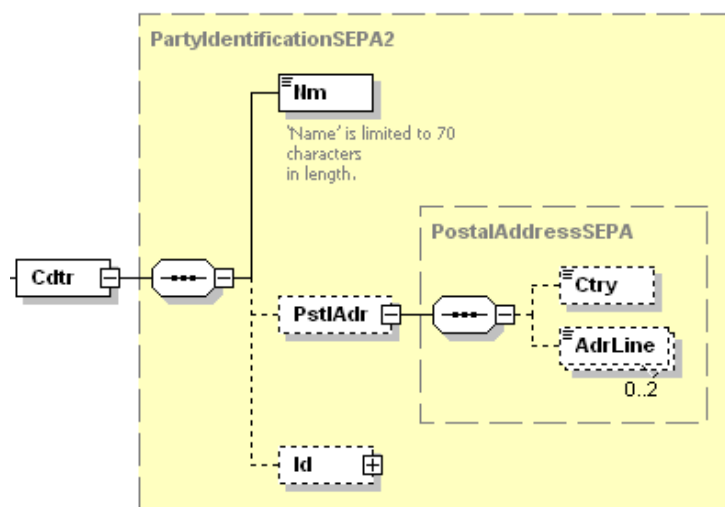 PartyIdentificationSEPA2
Nm
'Name' is limited to 70
characters
in length.
PostalAddressSEPA
Cdtr
Ctry
PstlAdr
AdrLine
0..2
Id